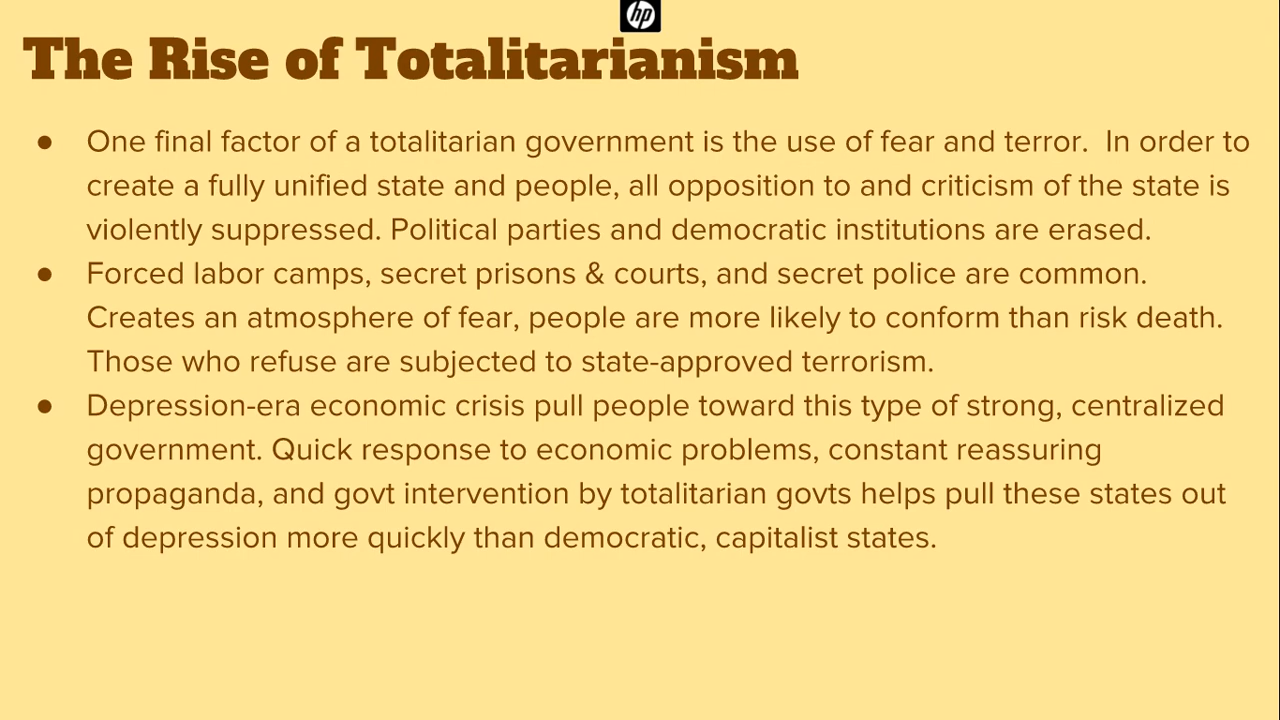 hp
The Rise of Totalitarianism
● One final factor of a totalitarian government is the use of fear and terror.  In order to
create a fully unified state and people, all opposition to and criticism of the state is
violently suppressed. Political parties and democratic institutions are erased.
● Forced labor camps, secret prisons & courts, and secret police are common.
Creates an atmosphere of fear, people are more likely to conform than risk death.
Those who refuse are subjected to state-approved terrorism.
● Depression-era economic crisis pull people toward this type of strong, centralized
government. Quick response to economic problems, constant reassuring
propaganda, and govt intervention by totalitarian govts helps pull these states out
of depression more quickly than democratic, capitalist states.